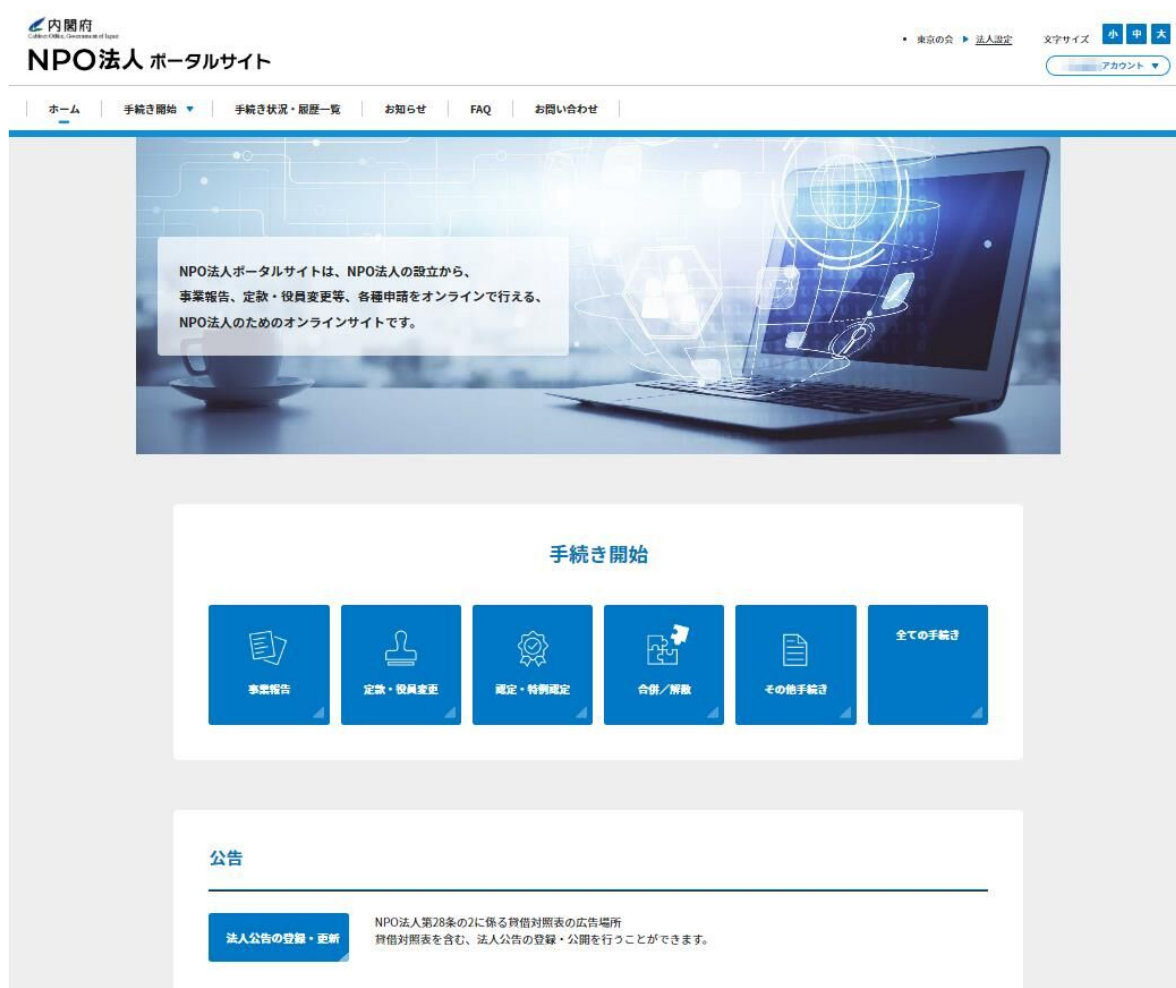 内閣府
Cabinet Office, Government of Japan
NPO法人 ポータルサイト
• 東京の会 ▶ 法人設定
文字サイズ 小 中 大
アカウント ▼
ホーム 手続き開始 ▼ 手続き状況・履歴一覧 お知らせ FAQ お問い合わせ
NPO法人ポータルサイトは、NPO法人の設立から、
事業報告、定款・役員変更等、各種申請をオンラインで行える、
NPO法人のためのオンラインサイトです。
手続き開始
事業報告
定款・役員変更
認定・特例認定
合併／解散
その他手続き
全ての手続き
公告
法人公告の登録・更新
NPO法人第28条の2に係る貸借対照表の広告場所
貸借対照表を含む、法人公告の登録・公開を行うことができます。